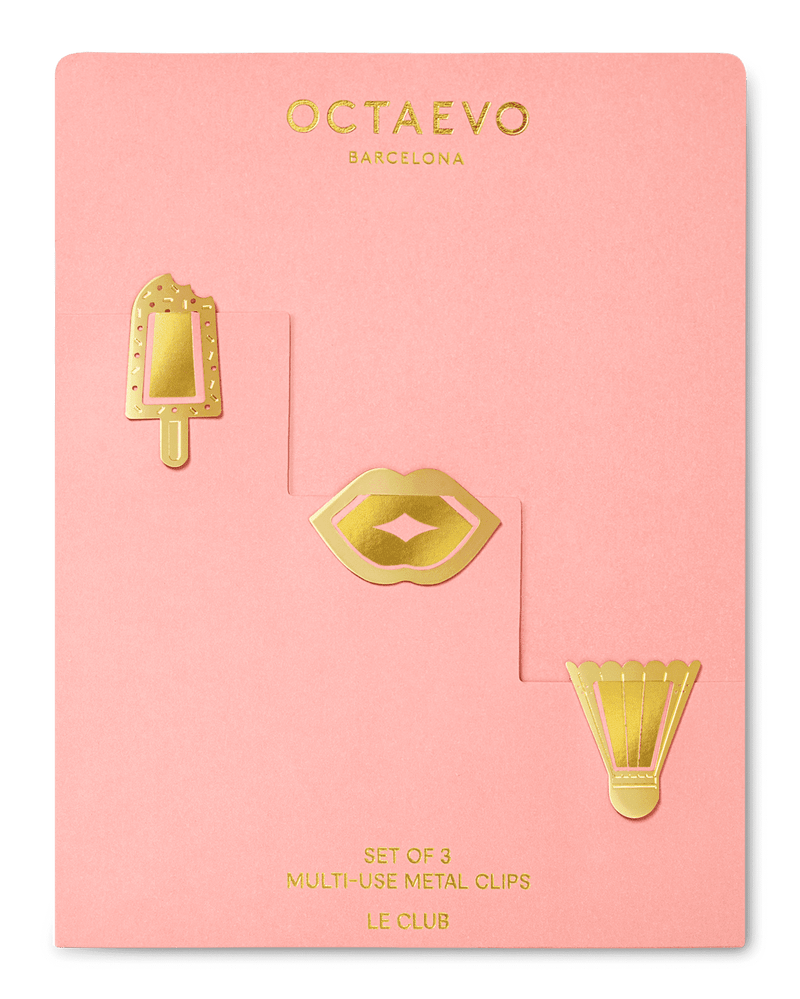 OCTAEVO
BARCELONA
SET OF 3
MULTI-USE METAL CLIPS
LE CLUB